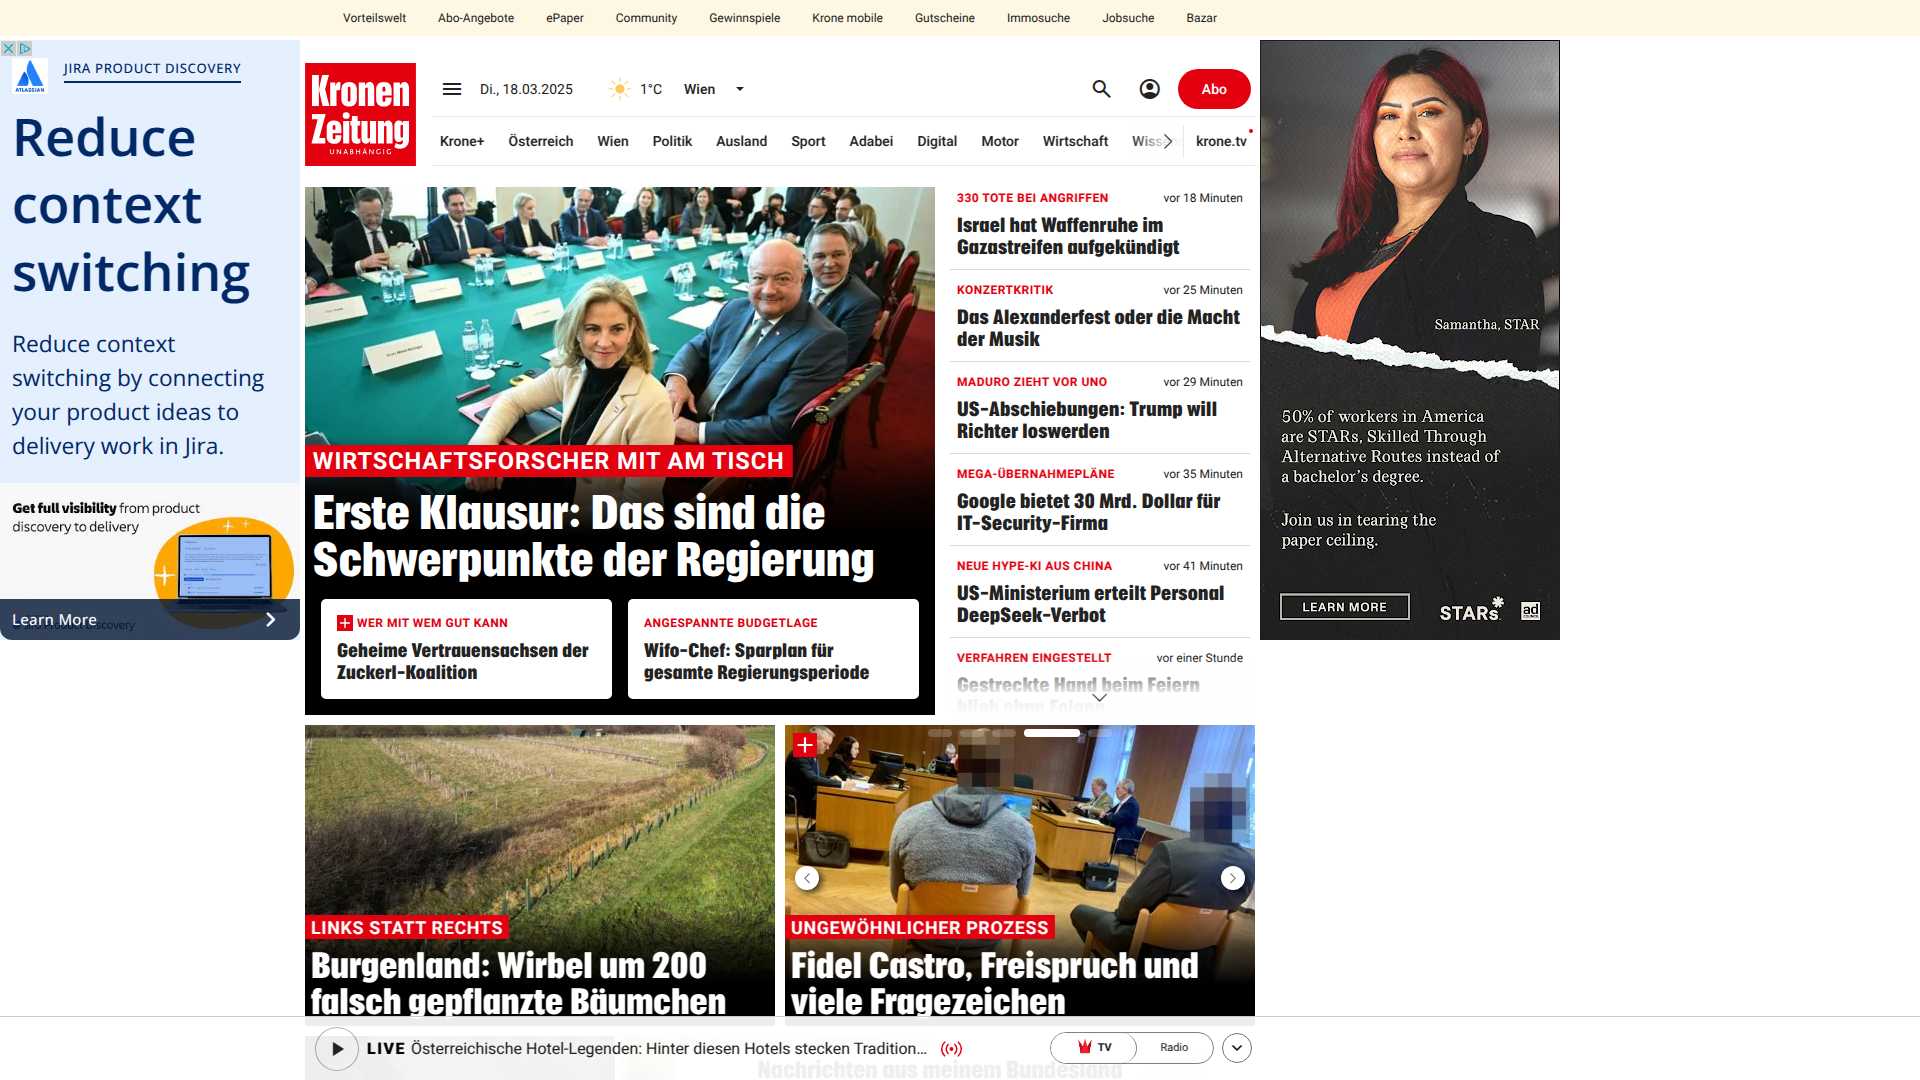 Vorteilswelt
Abo-Angebote
ePaper
Community
Gewinnspiele
Krone mobile
Gutscheine
Immosuche
Jobsuche
Bazar
ATLASSIAN
JIRA PRODUCT DISCOVERY
Reduce
context
switching
Reduce context
switching by connecting
your product ideas to
delivery work in Jira.
Get full visibility from product
discovery to delivery
Learn More
Kronen
Zeitung
UNABHÄNGIG
Di., 18.03.2025
1°C
Wien
Abo
Krone+
Österreich
Wien
Politik
Ausland
Sport
Adabei
Digital
Motor
Wirtschaft
krone.tv
WIRTSCHAFTSFORSCHER MIT AM TISCH
Erste Klausur: Das sind die
Schwerpunkte der Regierung
WER MIT WEM GUT KANN
Geheime Vertrauensachsen der
Zuckerl-Koalition
ANGESPANNTE BUDGETLAGE
Wifo-Chef: Sparplan für
gesamte Regierungsperiode
330 TOTE BEI ANGRIFFEN
vor 18 Minuten
Israel hat Waffenruhe im
Gazastreifen aufgekündigt
KONZERTKRITIK
vor 25 Minuten
Das Alexanderfest oder die Macht
der Musik
MADURO ZIEHT VOR UNO
vor 29 Minuten
US-Abschiebungen: Trump will
Richter loswerden
MEGA-ÜBERNAHMEPLÄNE
vor 35 Minuten
Google bietet 30 Mrd. Dollar für
IT-Security-Firma
NEUE HYPE-KI AUS CHINA
vor 41 Minuten
US-Ministerium erteilt Personal
DeepSeek-Verbot
VERFAHREN EINGESTELLT
vor einer Stunde
Gestreckte Hand beim Feiern
blieb ohne Folgen
Samantha, STAR
50% of workers in America
are STARs, Skilled Through
Alternative Routes instead of
a bachelor's degree.
Join us in tearing the
paper ceiling.
LEARN MORE
STARs
ad
LINKS STATT RECHTS
Burgenland: Wirbel um 200
falsch gepflanzte Bäumchen
UNGEWÖHNLICHER PROZESS
Fidel Castro, Freispruch und
viele Fragezeichen
LIVE Österreichische Hotel-Legenden: Hinter diesen Hotels stecken Tradition...
TV
Radio
Nachrichten aus meinem Bundesland